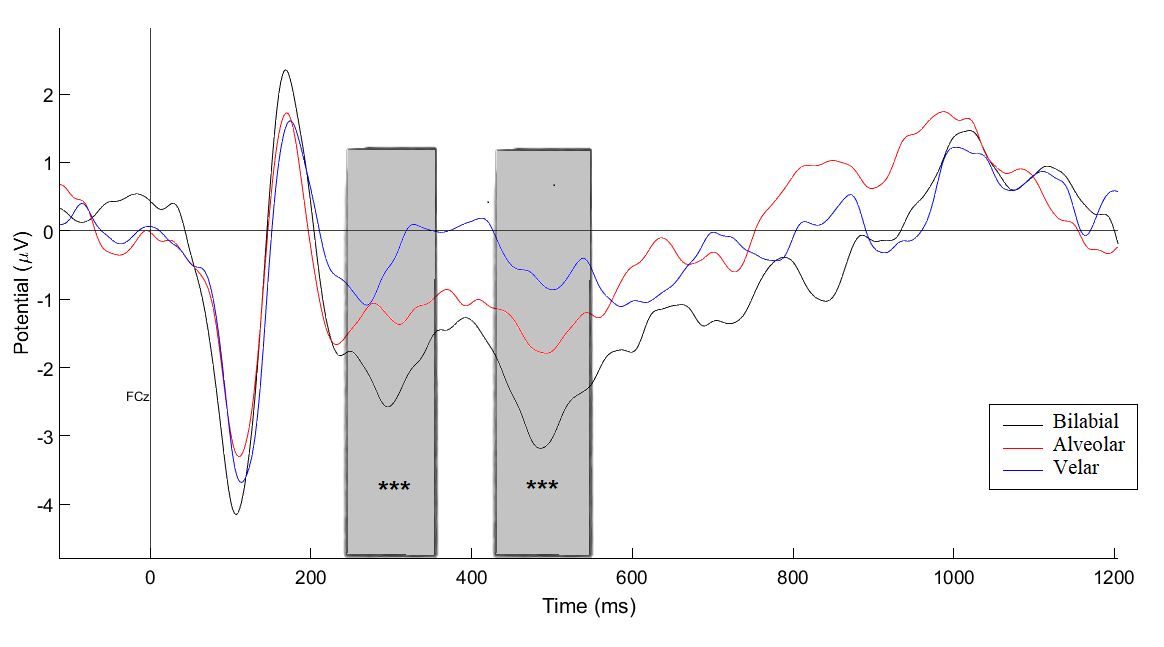 2
1
0
-1
-2
-3
-4
Potential (μV)
FCz
***
***
Bilabial
Alveolar
Velar
0 200 400 600 800 1000 1200
Time (ms)